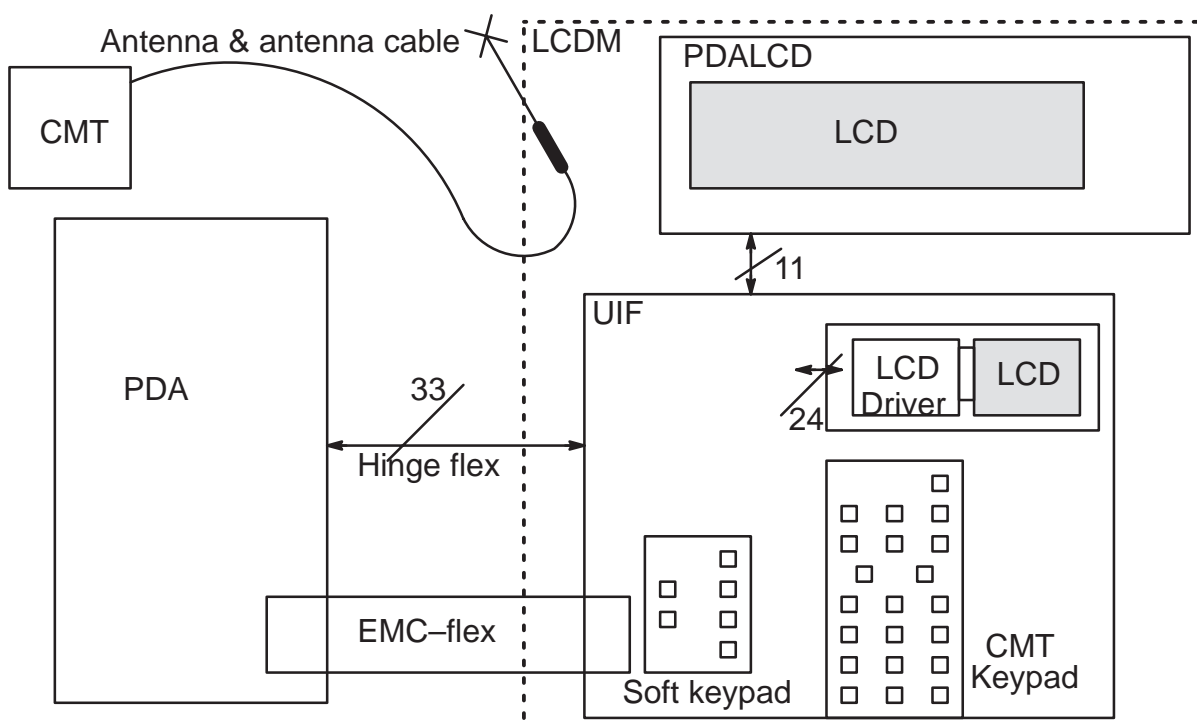 Antenna & antenna cable
LCDM
PDALCD
CMT
LCD
11
UIF
PDA
33
LCD
Driver
LCD
24
Hinge flex
EMC–flex
CMT
Keypad
Soft keypad